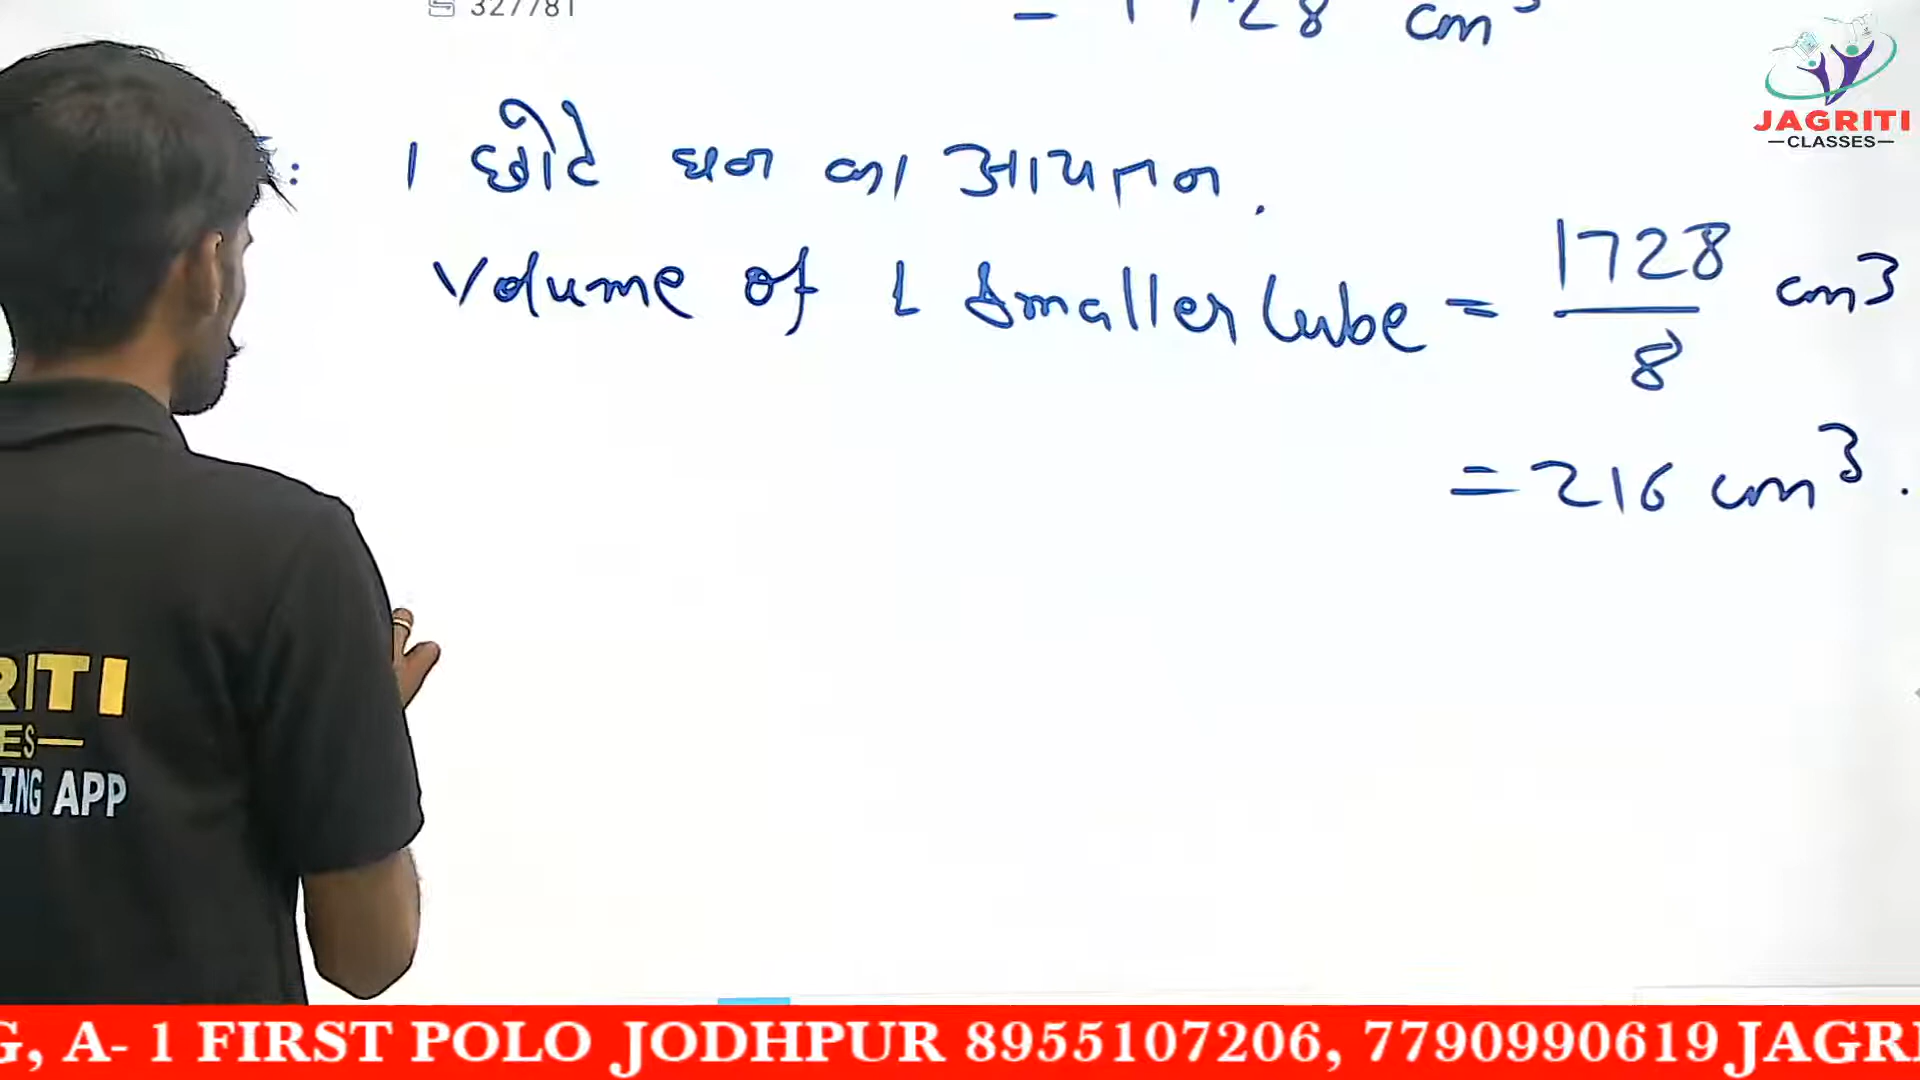 327781
= 1728 cm³
JAGRITI
CLASSES
1 छोटे घन का आयतन.
Volume of 1 Smaller Cube = 1728/8 cm³
= 216 cm³.
RITI
ES
ING APP
G, A- 1 FIRST POLO JODHPUR 8955107206, 7790990619 JAGRI